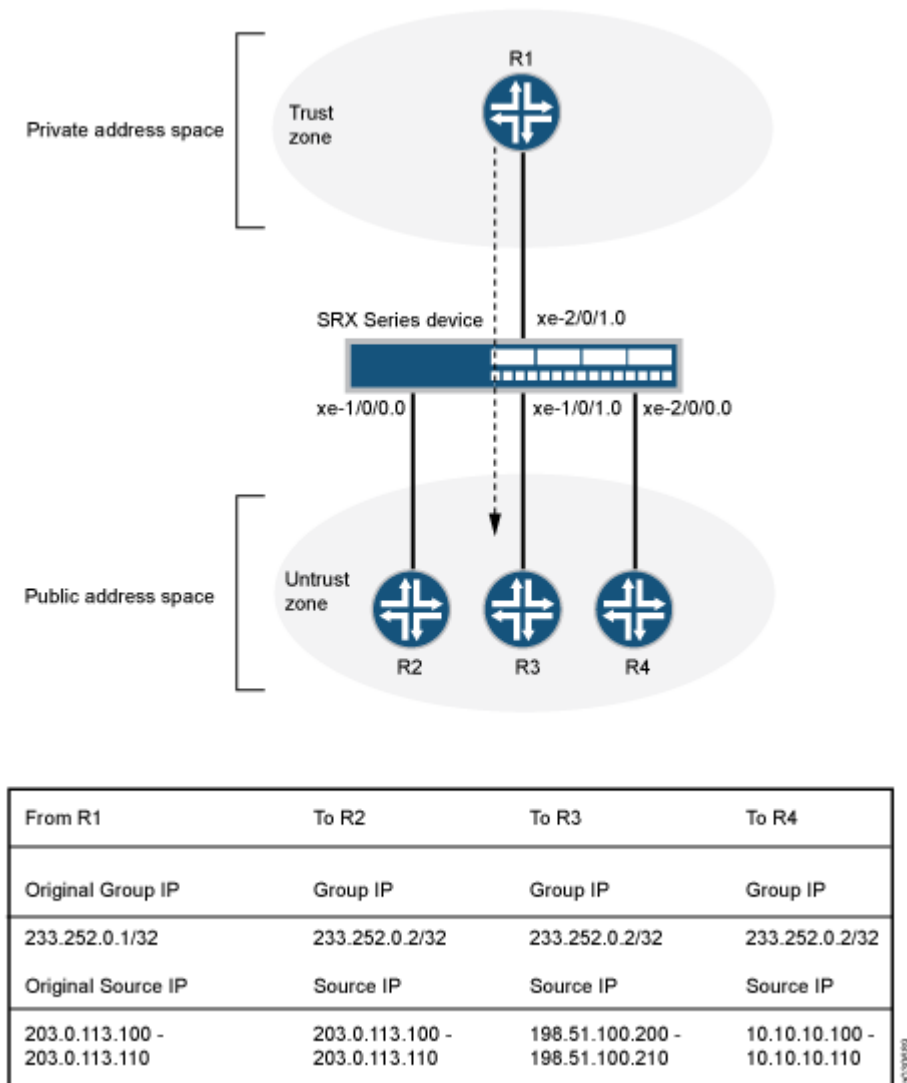 R1
Trust
zone
Private address space
SRX Series device
xe-2/0/1.0
xe-1/0/0.0
xe-1/0/1.0
xe-2/0/0.0
Untrust
zone
Public address space
R2
R3
R4
From R1 To R2 To R3 To R4
Original Group IP Group IP Group IP Group IP
233.252.0.1/32 233.252.0.2/32 233.252.0.2/32 233.252.0.2/32
Original Source IP Source IP Source IP Source IP
203.0.113.100 - 203.0.113.100 - 198.51.100.200 - 10.10.10.100 -
203.0.113.110 203.0.113.110 198.51.100.210 10.10.10.110